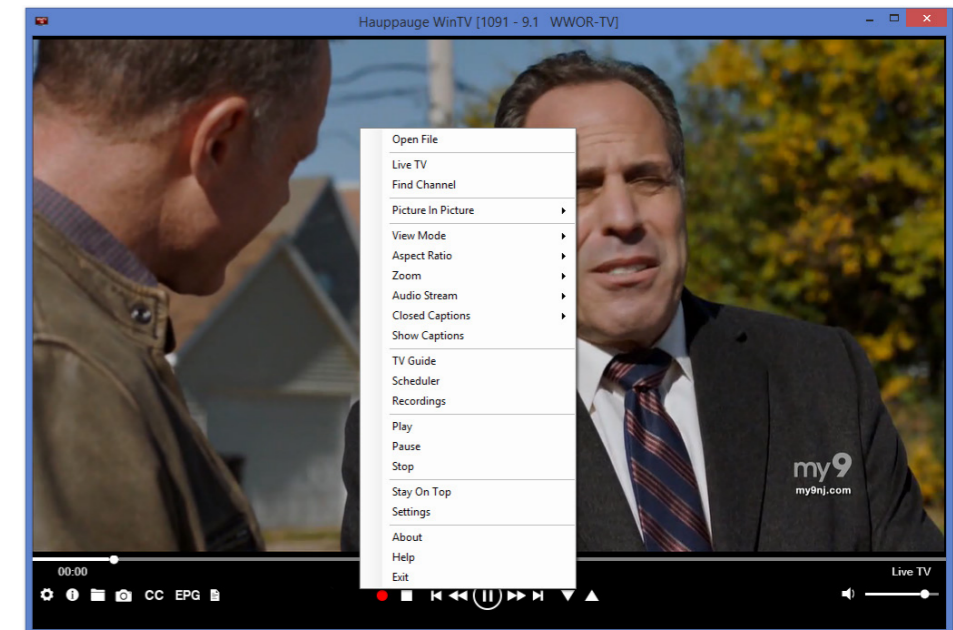 Hauppauge WinTV [1091 - 9.1 WWOR-TV]
Open File
Live TV
Find Channel
Picture In Picture
View Mode
Aspect Ratio
Zoom
Audio Stream
Closed Captions
Show Captions
TV Guide
Scheduler
Recordings
Play
Pause
Stop
Stay On Top
Settings
About
Help
Exit
my9
my9nj.com
00:00
Live TV
CC EPG